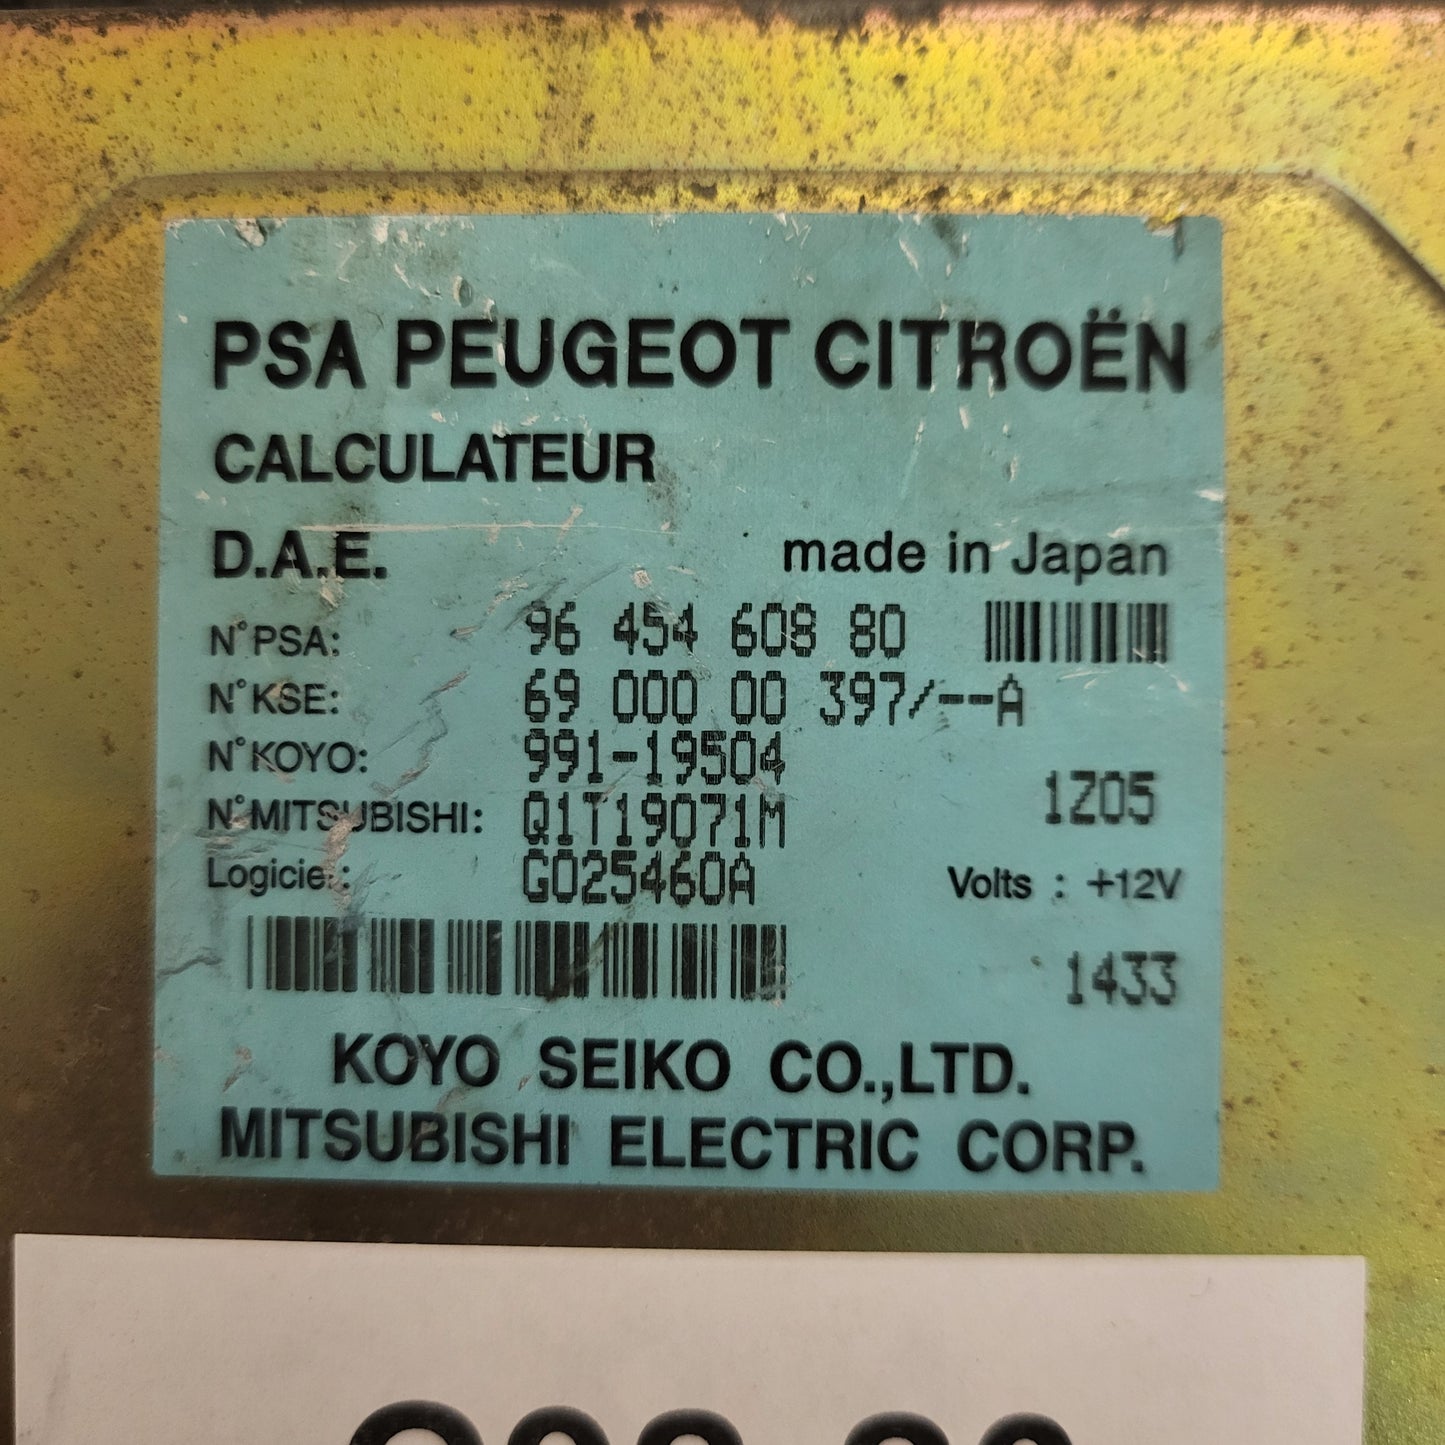 PSA PEUGEOT CITROËN
CALCULATEUR
D.A.E. made in Japan
N°PSA: 96 454 608 80
N°KSE: 69 000 00 397/--A
N°KOYO: 991-19504
N°MITSUBISHI: Q1T19071M 1Z05
Logiciel: G025460A Volts : +12V
1433
KOYO SEIKO CO.,LTD.
MITSUBISHI ELECTRIC CORP.